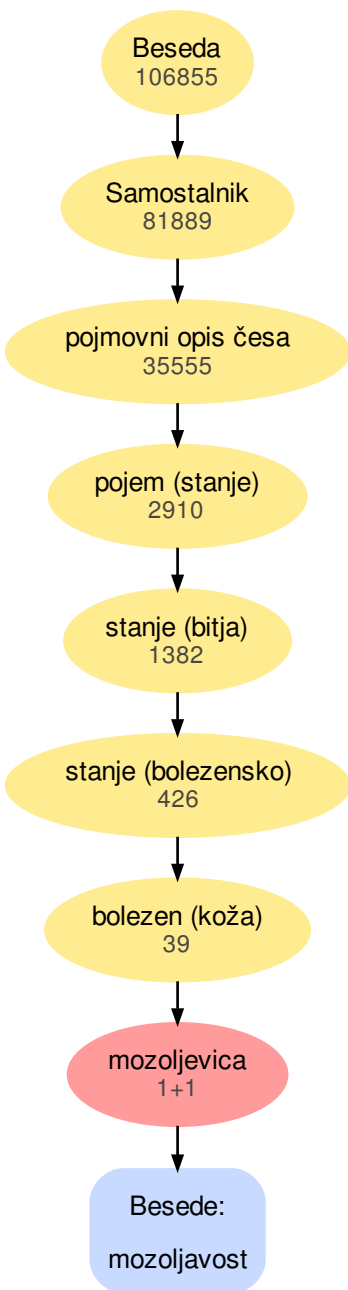 Beseda
106855
Samostalnik
81889
pojmovni opis česa
35555
pojem (stanje)
2910
stanje (bitja)
1382
stanje (bolezensko)
426
bolezen (koža)
39
mozoljevica
1+1
Besede:
mozoljavost